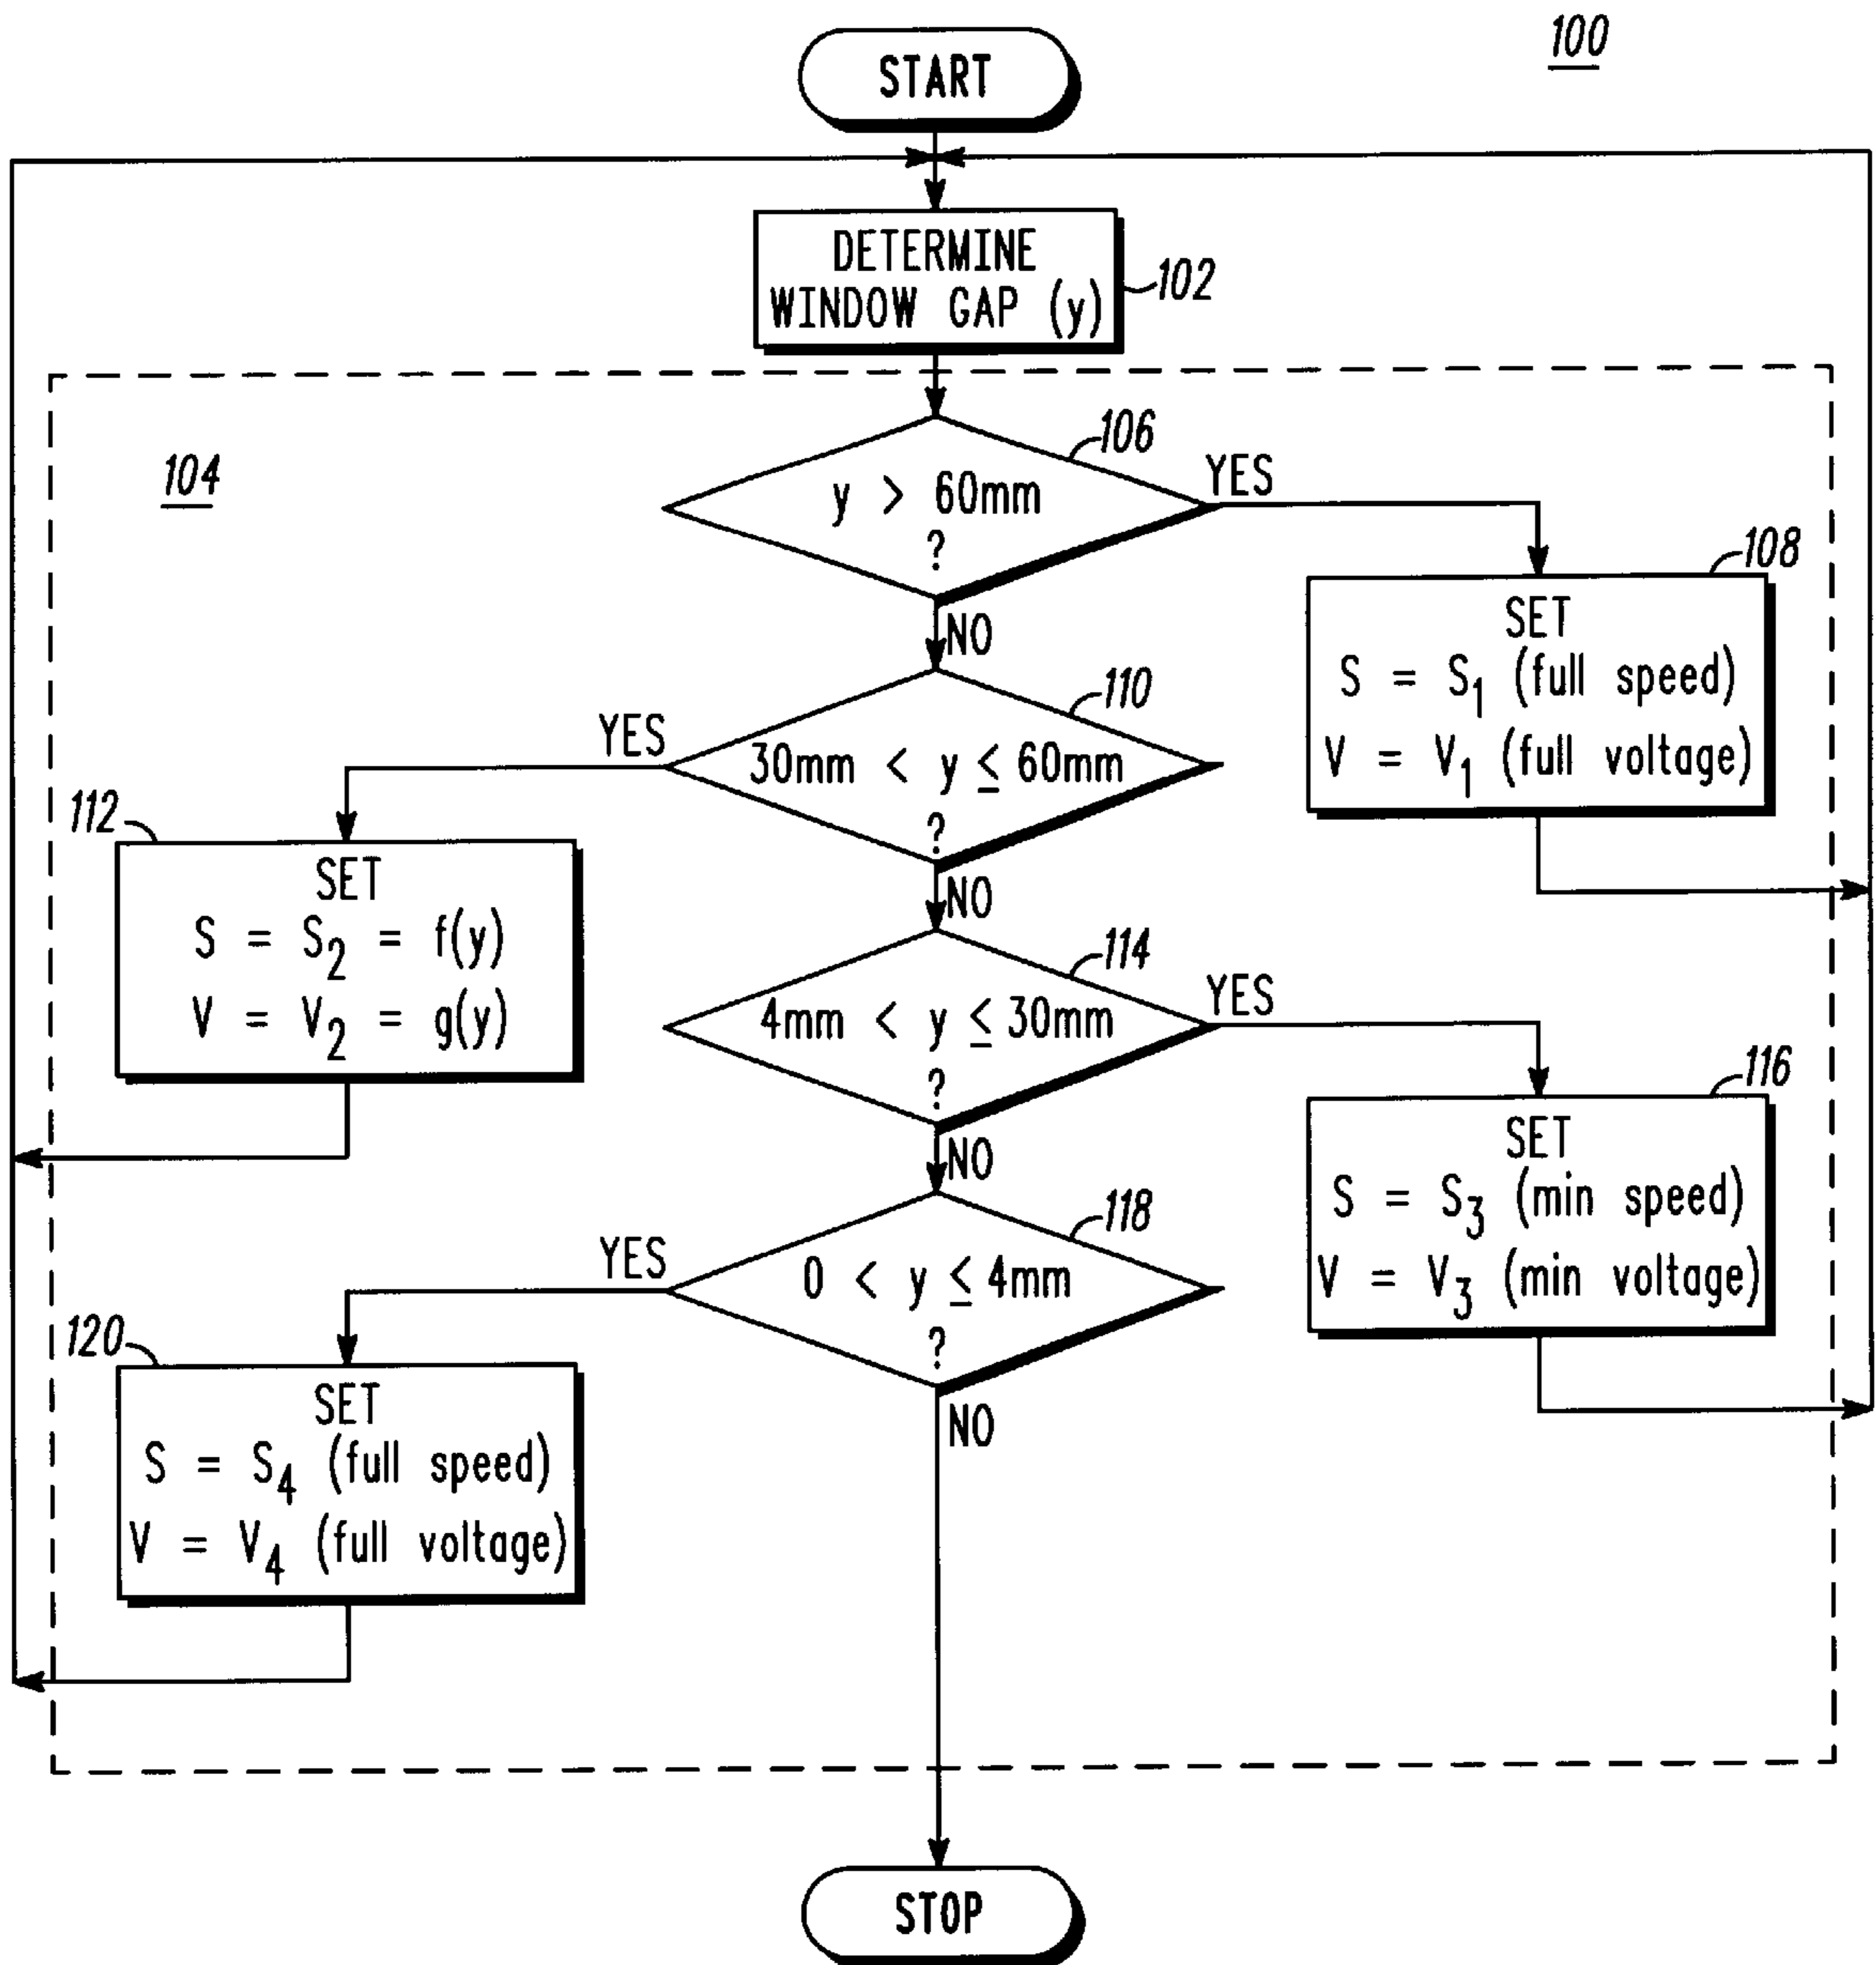 100
START
DETERMINE
WINDOW GAP (y)
102
104
106
y > 60mm
?
YES
NO
108
SET
S = S1 (full speed)
V = V1 (full voltage)
110
30mm < y ≤ 60mm
?
YES
NO
112
SET
S = S2 = f(y)
V = V2 = g(y)
114
4mm < y ≤ 30mm
?
YES
NO
116
SET
S = S3 (min speed)
V = V3 (min voltage)
118
0 < y ≤ 4mm
?
YES
NO
120
SET
S = S4 (full speed)
V = V4 (full voltage)
STOP